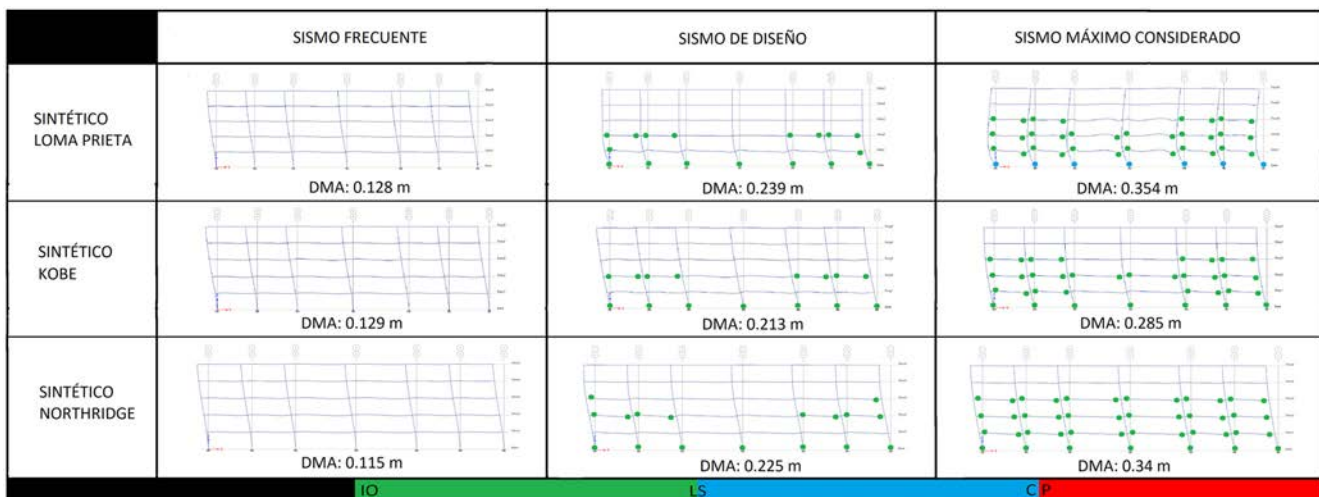 SISMO FRECUENTE
SISMO DE DISEÑO
SISMO MÁXIMO CONSIDERADO
SINTÉTICO
LOMA PRIETA
DMA: 0.128 m
DMA: 0.239 m
DMA: 0.354 m
SINTÉTICO
KOBE
DMA: 0.129 m
DMA: 0.213 m
DMA: 0.285 m
SINTÉTICO
NORTHRIDGE
DMA: 0.115 m
DMA: 0.225 m
DMA: 0.34 m
IO
LS
CP